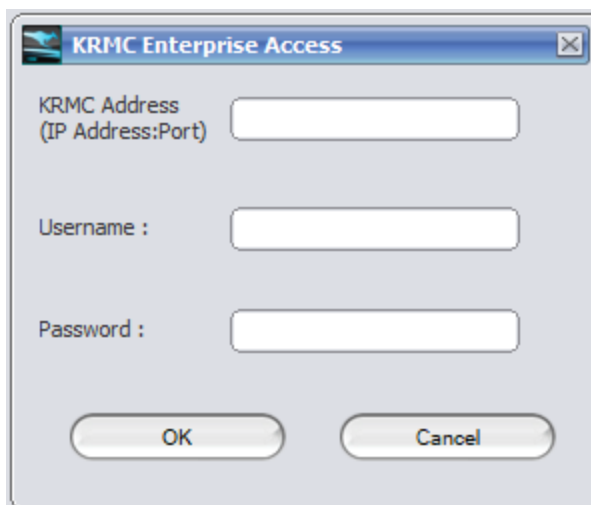 KRMC Enterprise Access
KRMC Address
(IP Address:Port)
Username :
Password :
OK
Cancel